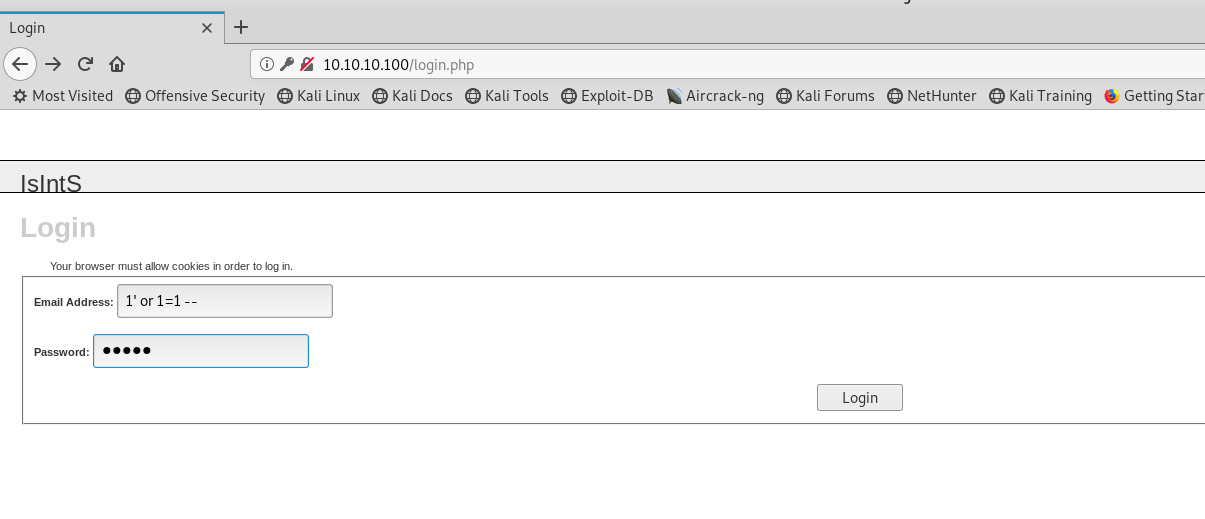 Login
10.10.10.100/login.php
Most Visited Offensive Security Kali Linux Kali Docs Kali Tools Exploit-DB Aircrack-ng Kali Forums NetHunter Kali Training Getting Star
IsIntS
Login
Your browser must allow cookies in order to log in.
Email Address: 1' or 1=1 --
Password: ●●●●●
Login